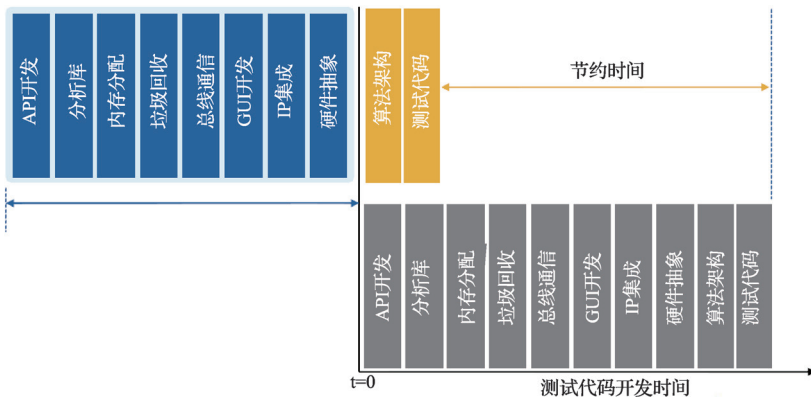 API开发
分析库
内存分配
垃圾回收
总线通信
GUI开发
IP集成
硬件抽象
算法架构
测试代码
节约时间
API开发
分析库
内存分配
垃圾回收
总线通信
GUI开发
IP集成
硬件抽象
算法架构
测试代码
t=0
测试代码开发时间